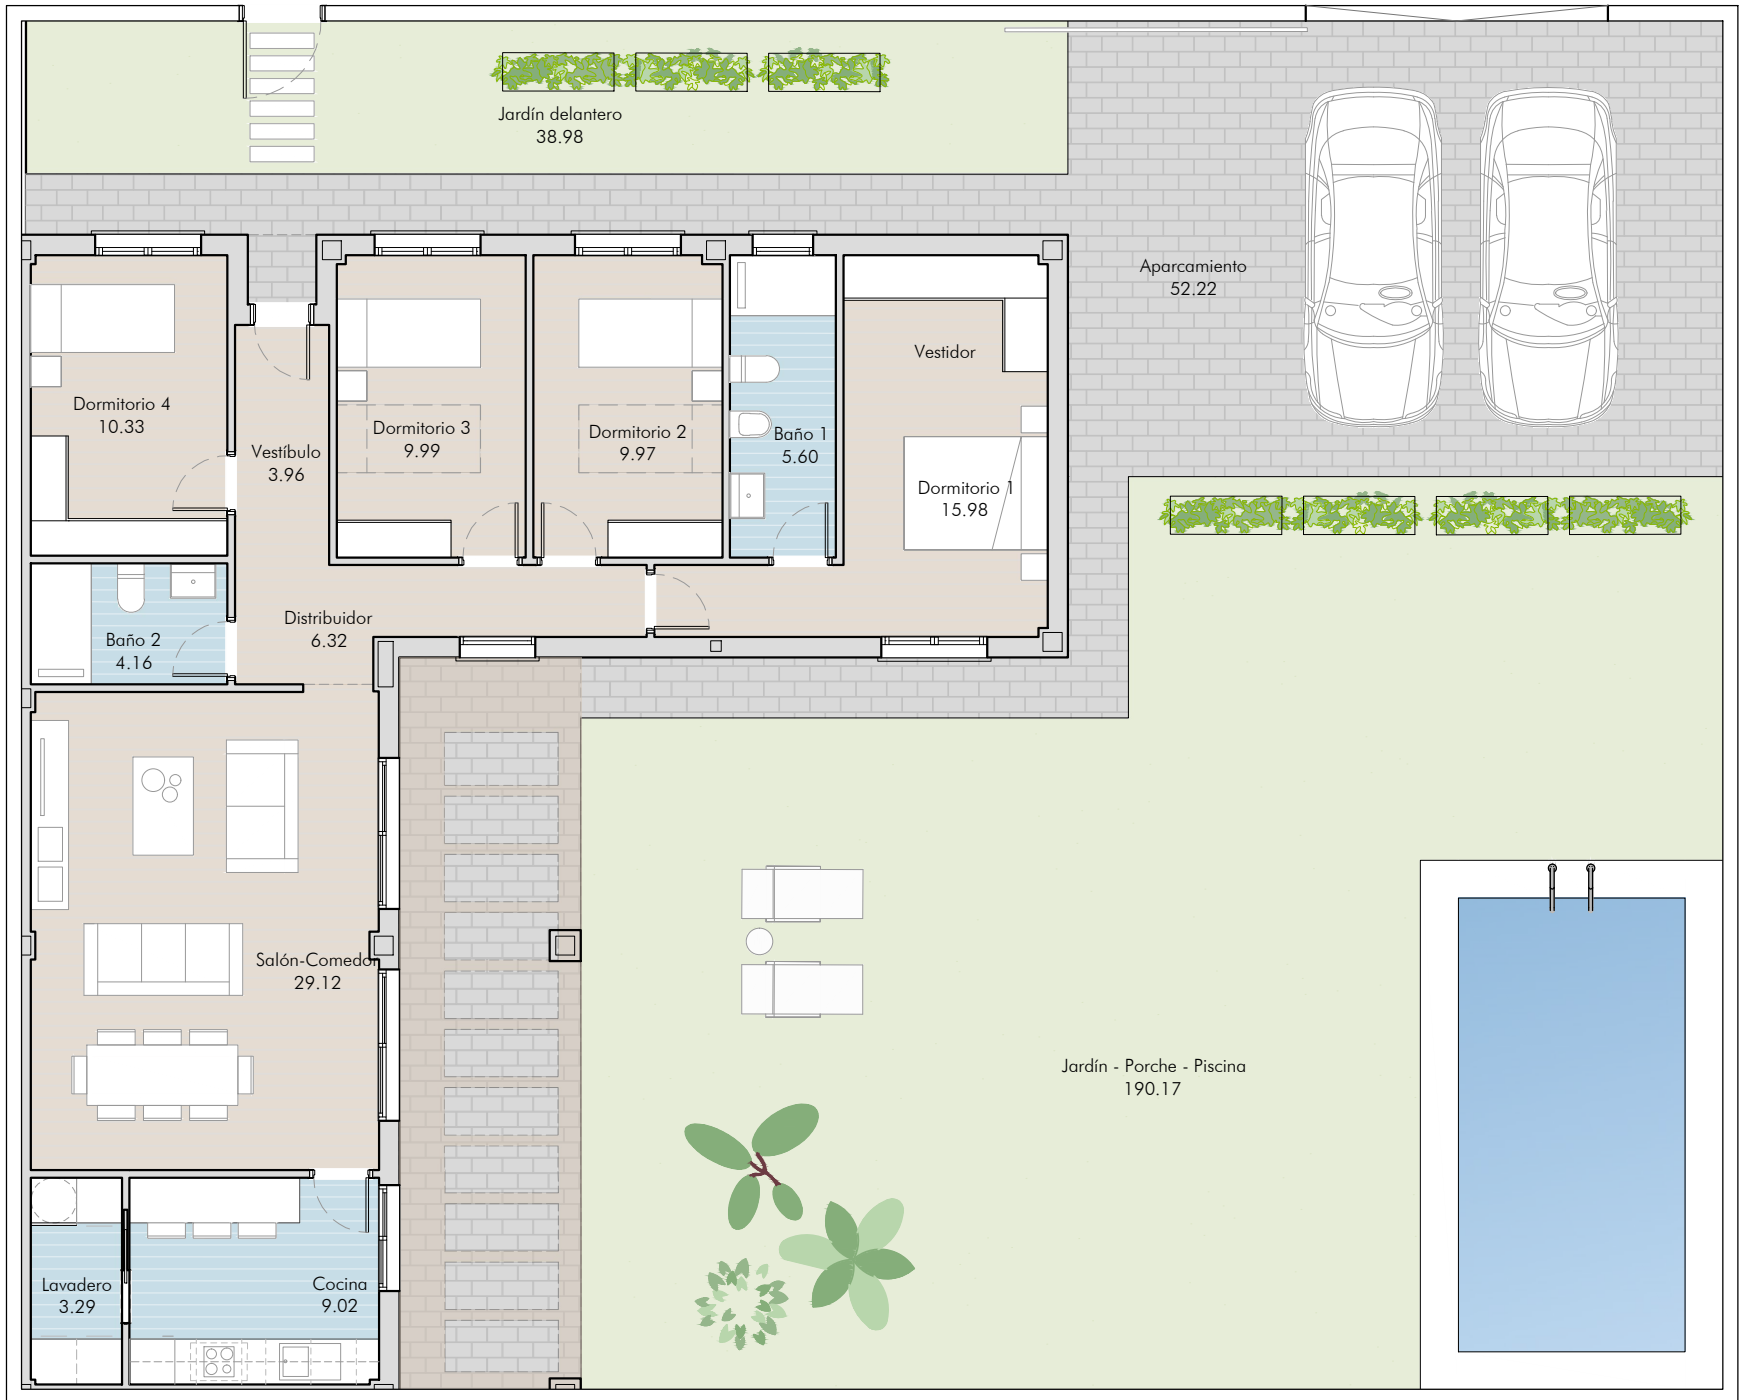 Jardín delantero
38.98
Aparcamiento
52.22
Vestidor
Dormitorio 4
10.33
Vestíbulo
3.96
Dormitorio 3
9.99
Dormitorio 2
9.97
Baño 1
5.60
Dormitorio 1
15.98
Distribuidor
6.32
Baño 2
4.16
Salón-Comedor
29.12
Jardín - Porche - Piscina
190.17
Lavadero
3.29
Cocina
9.02